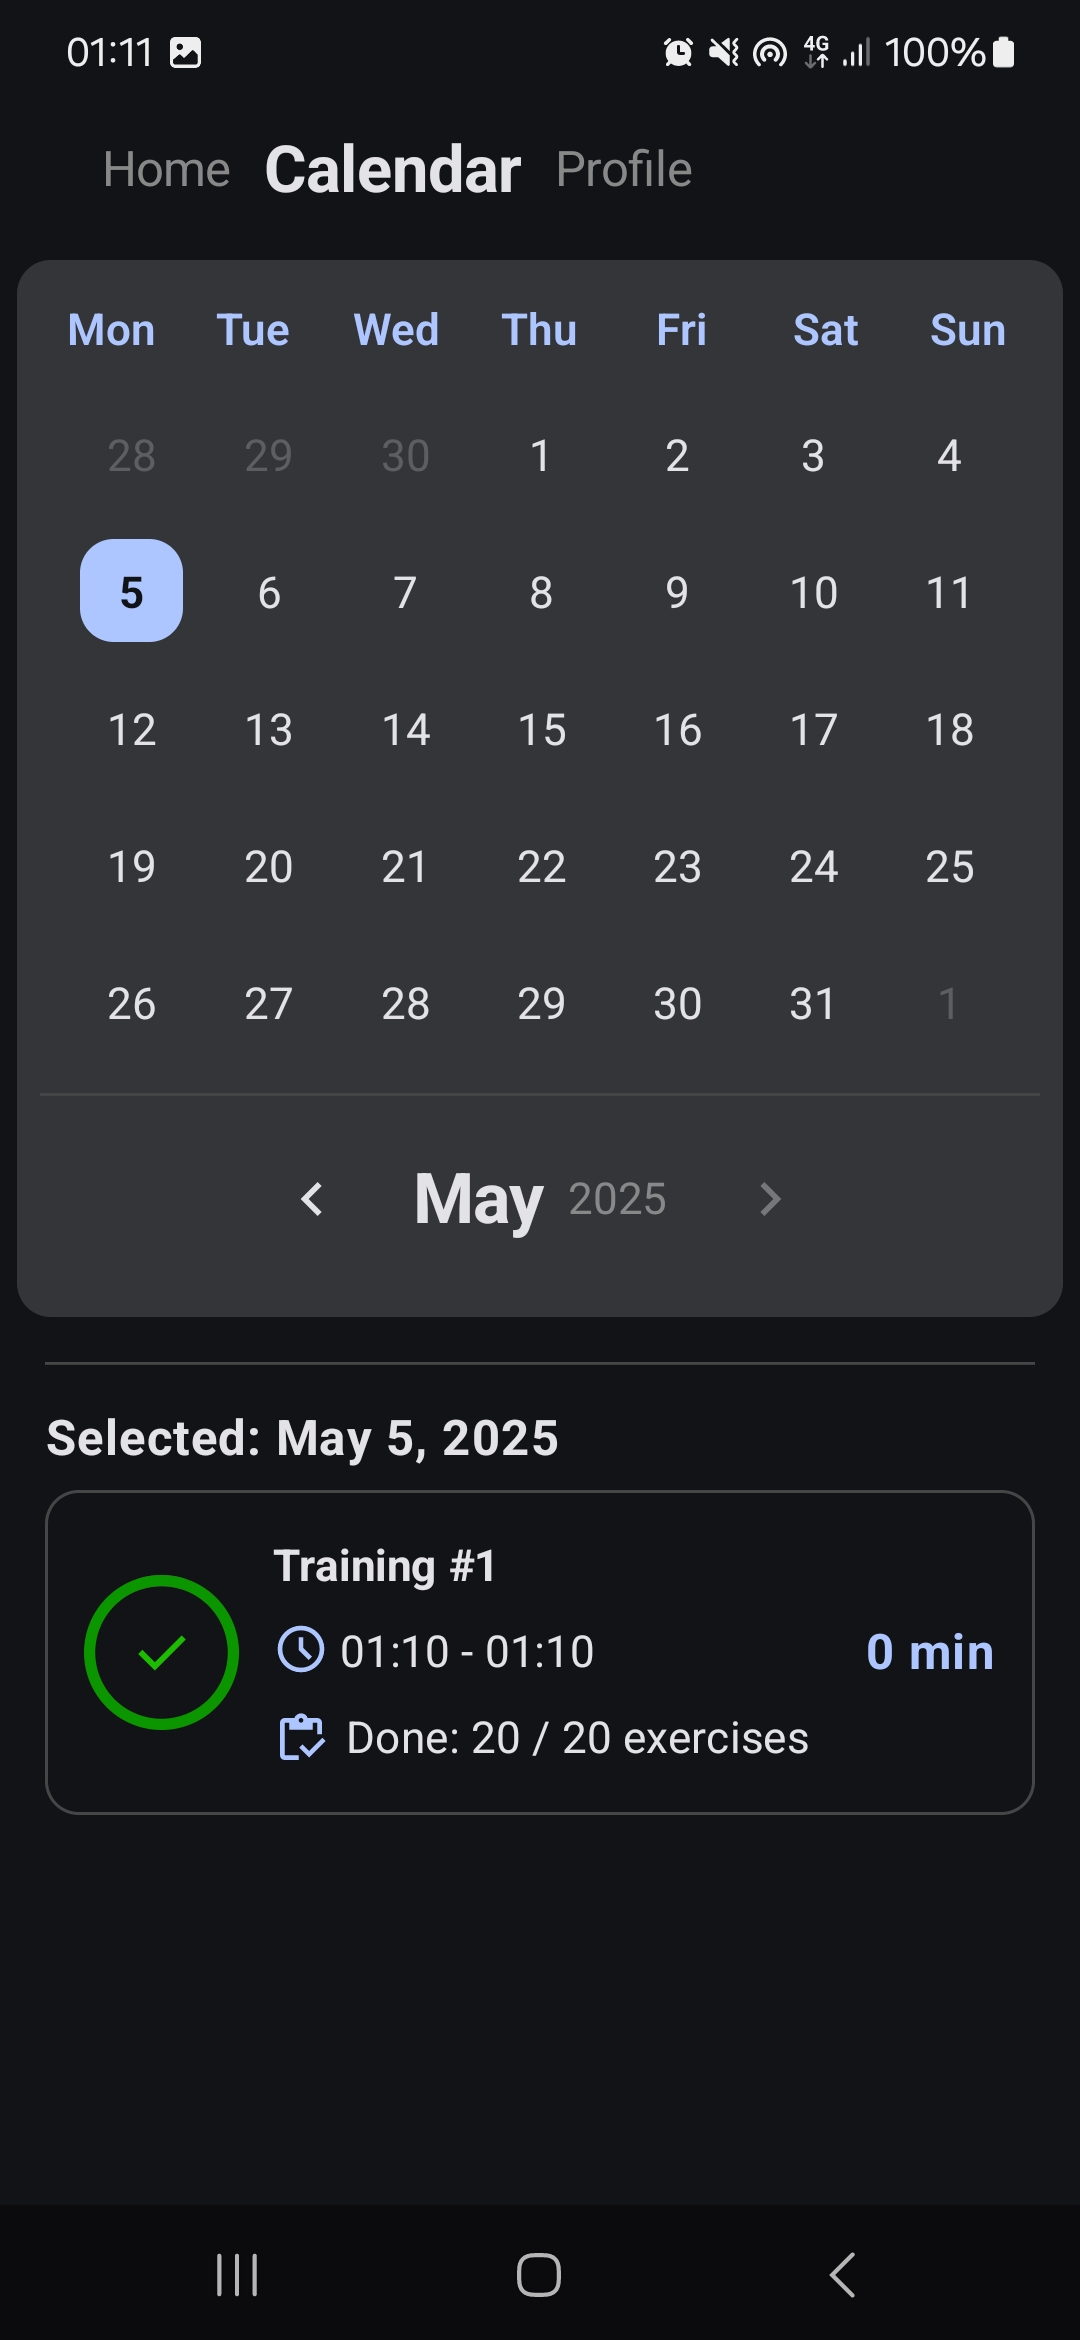 01:11 4G 100%
Home Calendar Profile
Mon Tue Wed Thu Fri Sat Sun
28 29 30 1 2 3 4
5 6 7 8 9 10 11
12 13 14 15 16 17 18
19 20 21 22 23 24 25
26 27 28 29 30 31 1
May 2025
Selected: May 5, 2025
Training #1
01:10 - 01:10 0 min
Done: 20 / 20 exercises